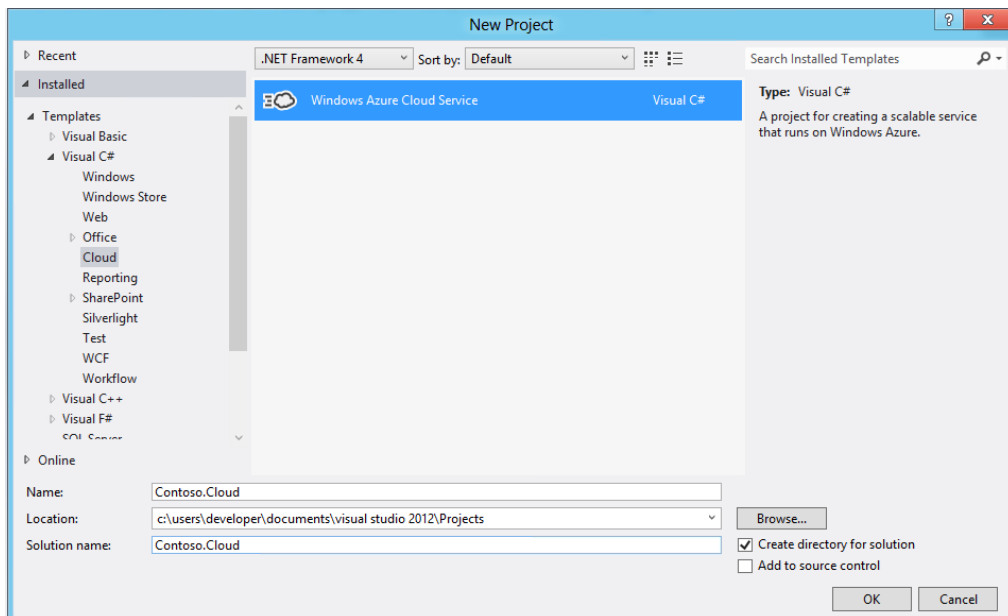 New Project
?
x
Recent
.NET Framework 4
Sort by:
Default
Search Installed Templates
Installed
Templates
Visual Basic
Visual C#
Windows
Windows Store
Web
Office
Cloud
Reporting
SharePoint
Silverlight
Test
WCF
Workflow
Visual C++
Visual F#
SQL Server
Online
Windows Azure Cloud Service
Visual C#
Type: Visual C#
A project for creating a scalable service
that runs on Windows Azure.
Name:
Contoso.Cloud
Location:
c:\users\developer\documents\visual studio 2012\Projects
Browse...
Solution name:
Contoso.Cloud
Create directory for solution
Add to source control
OK
Cancel